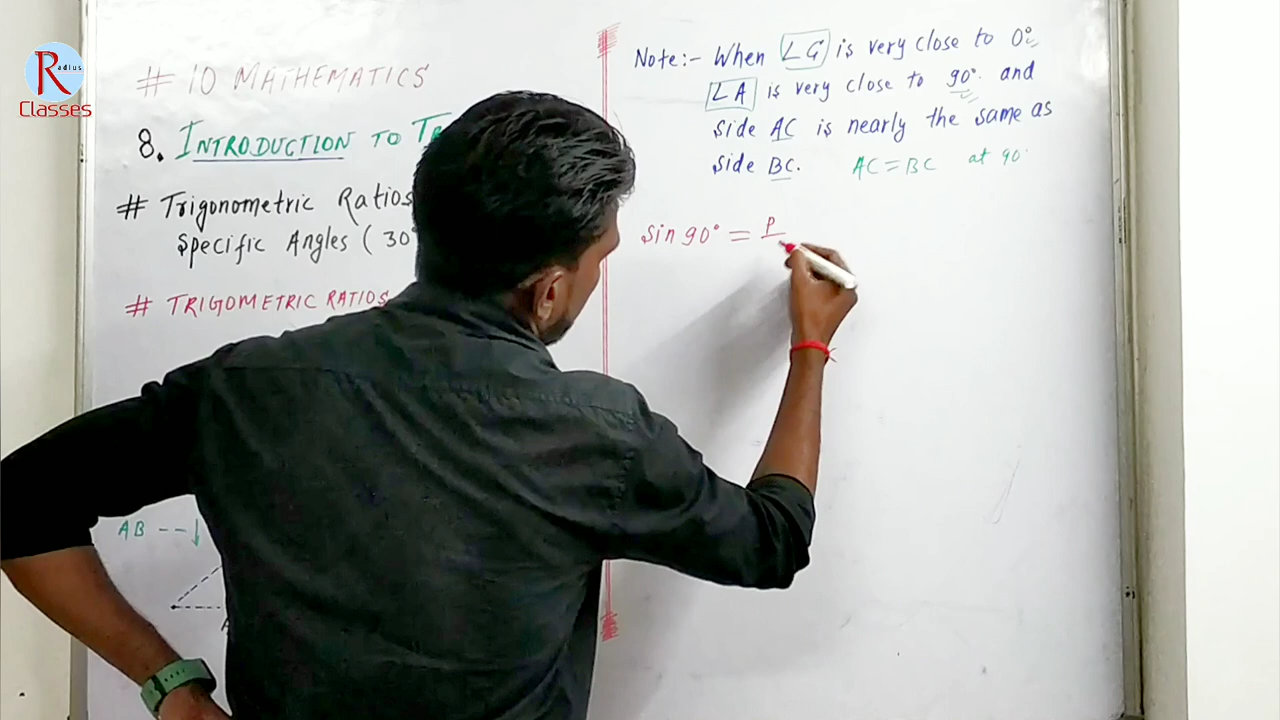 Radius
Classes
# 10 MATHEMATICS
8. INTRODUCTION TO
# Trigonometric Ratios
Specific Angles ( 30
# TRIGOMETRIC RATIOS
AB --↓
Note:- When ∠C is very close to 0°
∠A is very close to 90° and
Side AC is nearly the same as
Side BC. AC=BC at 90°
Sin 90° = P